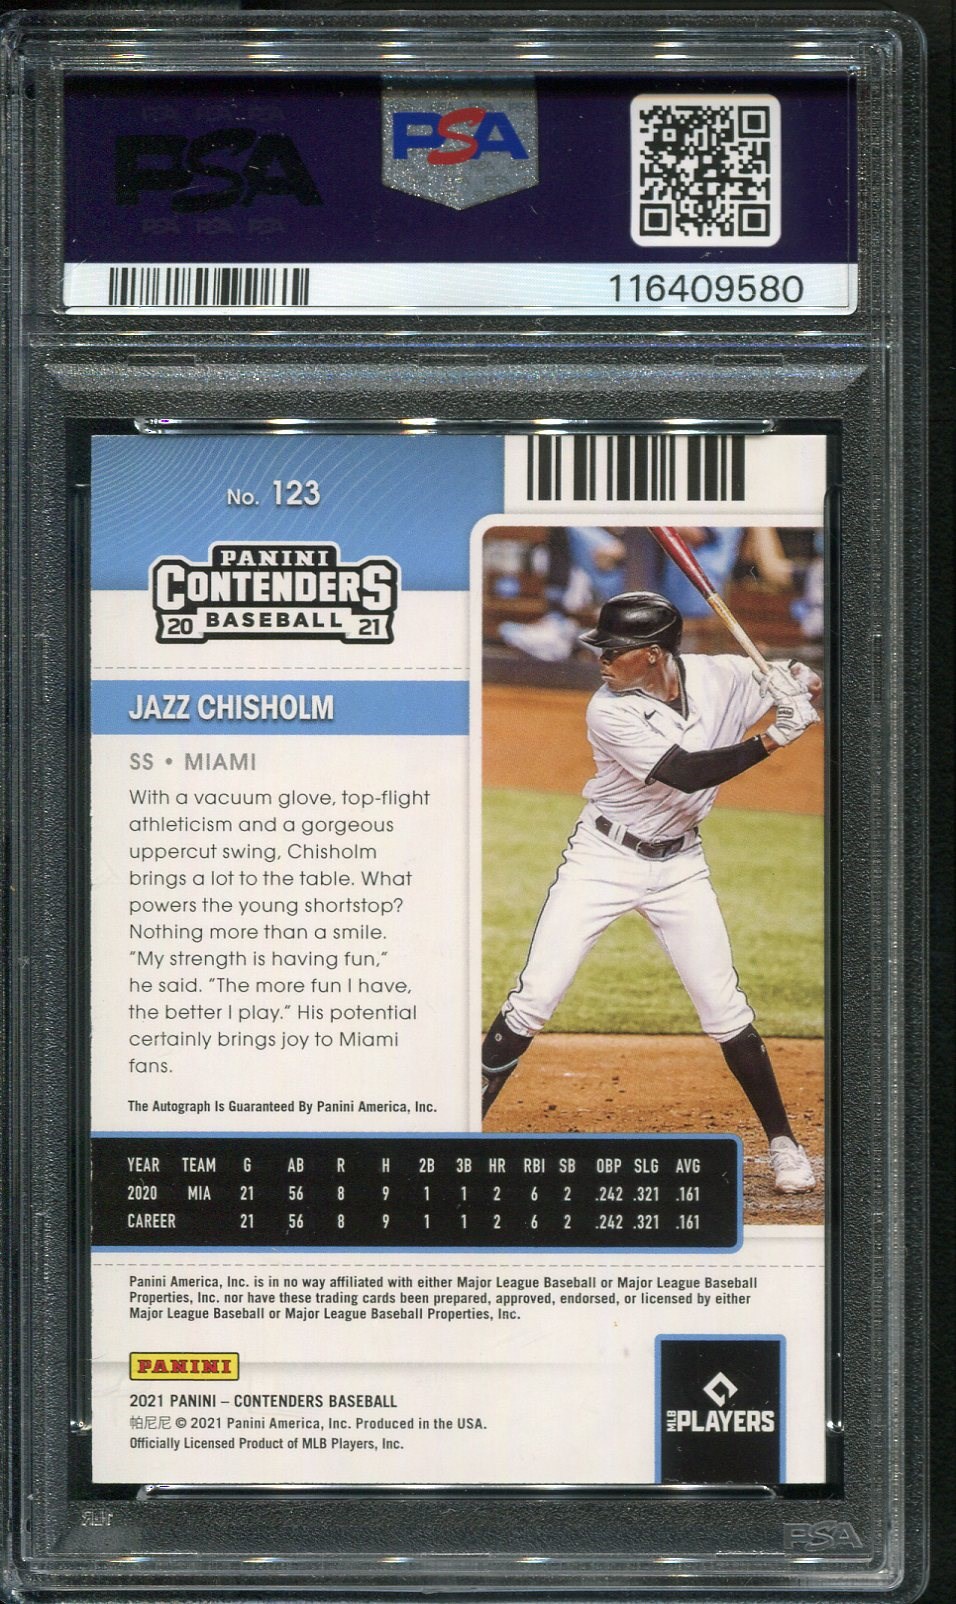 PSA PSA PSA
PSA
PSA PSA PSA
PSA
116409580
No. 123
PANINI
CONTENDERS
20 BASEBALL 21
JAZZ CHISHOLM
SS • MIAMI
With a vacuum glove, top-flight
athleticism and a gorgeous
uppercut swing, Chisholm
brings a lot to the table. What
powers the young shortstop?
Nothing more than a smile.
"My strength is having fun,"
he said. "The more fun I have,
the better I play." His potential
certainly brings joy to Miami
fans.
The Autograph Is Guaranteed By Panini America, Inc.
YEAR TEAM G AB R H 2B 3B HR RBI SB OBP SLG AVG
2020 MIA 21 56 8 9 1 1 2 6 2 .242 .321 .161
CAREER 21 56 8 9 1 1 2 6 2 .242 .321 .161
Panini America, Inc. is in no way affiliated with either Major League Baseball or Major League Baseball
Properties, Inc. nor have these trading cards been prepared, approved, endorsed, or licensed by either
Major League Baseball or Major League Baseball Properties, Inc.
PANINI
2021 PANINI – CONTENDERS BASEBALL
帕尼尼 © 2021 Panini America, Inc. Produced in the USA.
Officially Licensed Product of MLB Players, Inc.
MLB PLAYERS
PSA